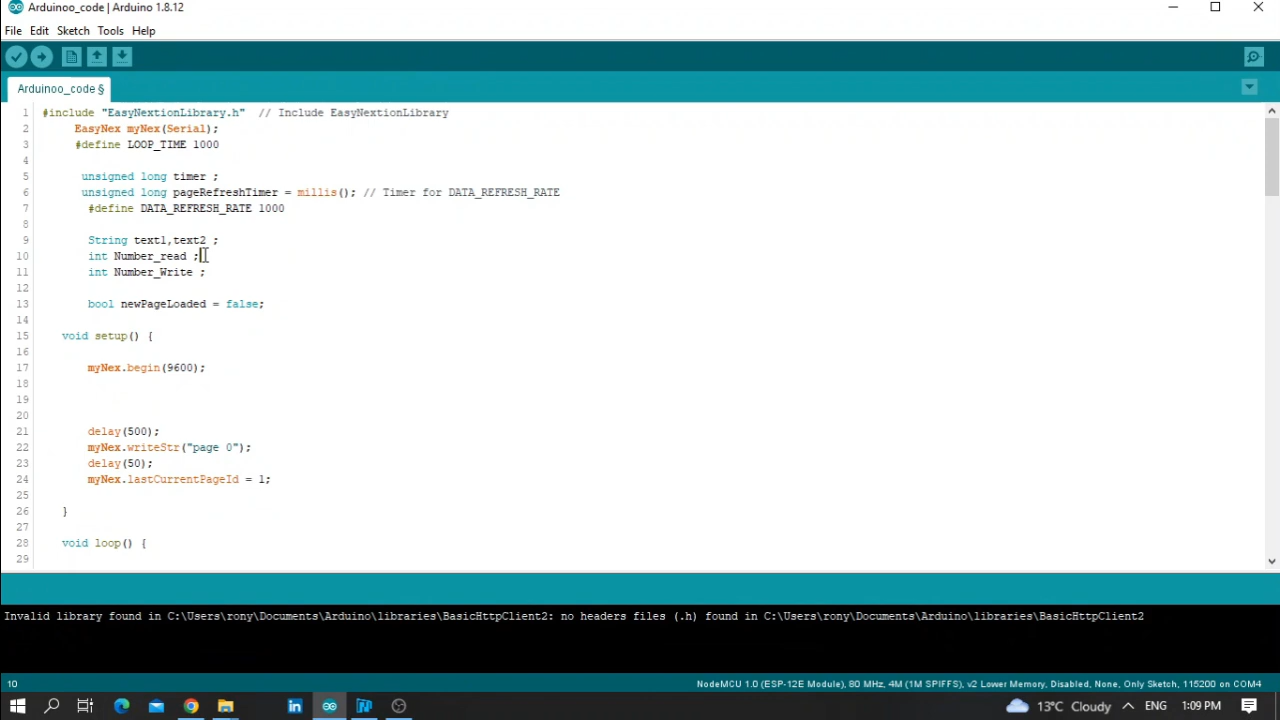 Arduinoo_code | Arduino 1.8.12
File Edit Sketch Tools Help
Arduinoo_code §
1 #include "EasyNextionLibrary.h" // Include EasyNextionLibrary
2 EasyNex myNex(Serial);
3 #define LOOP_TIME 1000
4
5 unsigned long timer ;
6 unsigned long pageRefreshTimer = millis(); // Timer for DATA_REFRESH_RATE
7 #define DATA_REFRESH_RATE 1000
8
9 String text1,text2 ;
10 int Number_read ;
11 int Number_Write ;
12
13 bool newPageLoaded = false;
14
15 void setup() {
16
17 myNex.begin(9600);
18
19
20
21 delay(500);
22 myNex.writeStr("page 0");
23 delay(50);
24 myNex.lastCurrentPageId = 1;
25
26 }
27
28 void loop() {
29
Invalid library found in C:\Users\rony\Documents\Arduino\libraries\BasicHttpClient2: no headers files (.h) found in C:\Users\rony\Documents\Arduino\libraries\BasicHttpClient2
10 NodeMCU 1.0 (ESP-12E Module), 80 MHz, 4M (1M SPIFFS), v2 Lower Memory, Disabled, None, Only Sketch, 115200 on COM4
13°C Cloudy ENG 1:09 PM